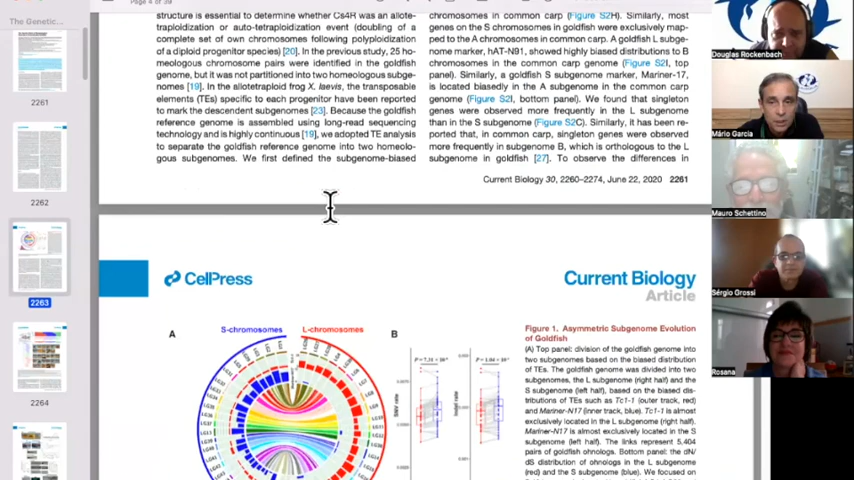 The Genetic...
Page 4 of 39
2261
2262
2263
2264
structure is essential to determine whether Cs4R was an allote-
traploidization or auto-tetraploidization event (doubling of a
complete set of own chromosomes following polyploidization
of a diploid progenitor species) [20]. In the previous study, 25 ho-
meologous chromosome pairs were identified in the goldfish
genome, but it was not partitioned into two homologous subge-
nomes [19]. In the allotetraploid frog X. laevis, the transposable
elements (TEs) specific to each progenitor have been reported
to mark the descendent subgenomes [23]. Because the goldfish
reference genome is assembled using long-read sequencing
technology and is highly continuous [19], we adopted TE analysis
to separate the goldfish reference genome into two homeolo-
gous subgenomes. We first defined the subgenome-biased
chromosomes in common carp (Figure S2H). Similarly, most
genes on the S chromosomes in goldfish were exclusively map-
ped to the A chromosomes in common carp. A goldfish L subge-
nome marker, hAT-N91, showed highly biased distributions to B
chromosomes in the common carp genome (Figure S2I, top
panel). Similarly, a goldfish S subgenome marker, Mariner-17,
is located biasedly in the A subgenome in the common carp
genome (Figure S2I, bottom panel). We found that singleton
genes were observed more frequently in the L subgenome
than in the S subgenome (Figure S2C). Similarly, it has been re-
ported that, in common carp, singleton genes were observed
more frequently in subgenome B, which is orthologous to the L
subgenome in goldfish [27]. To observe the differences in
Current Biology 30, 2260–2274, June 22, 2020 2261
CellPress
Current Biology
Article
A
S-chromosomes
L-chromosomes
B
SNV rate
Indel rate
Figure 1. Asymmetric Subgenome Evolution
of Goldfish
(A) Top panel: division of the goldfish genome into
two subgenomes based on the biased distribution
of TEs. The goldfish genome was divided into two
subgenomes, the L subgenome (right half) and the
S subgenome (left half), based on the biased dis-
tributions of TEs such as Tc1-1 (outer track, red)
and Mariner-N17 (inner track, blue). Tc1-1 is almost
exclusively located in the L subgenome (right half).
Mariner-N17 is almost exclusively located in the S
subgenome (left half). The links represent 5,404
pairs of goldfish ohnologs. Bottom panel: the dN/
dS distribution of ohnologs in the L subgenome
(red) and the S subgenome (blue). We focused on
Douglas Rockenbach
Mário Garcia
Mauro Schettino
Sérgio Grossi
Rosana